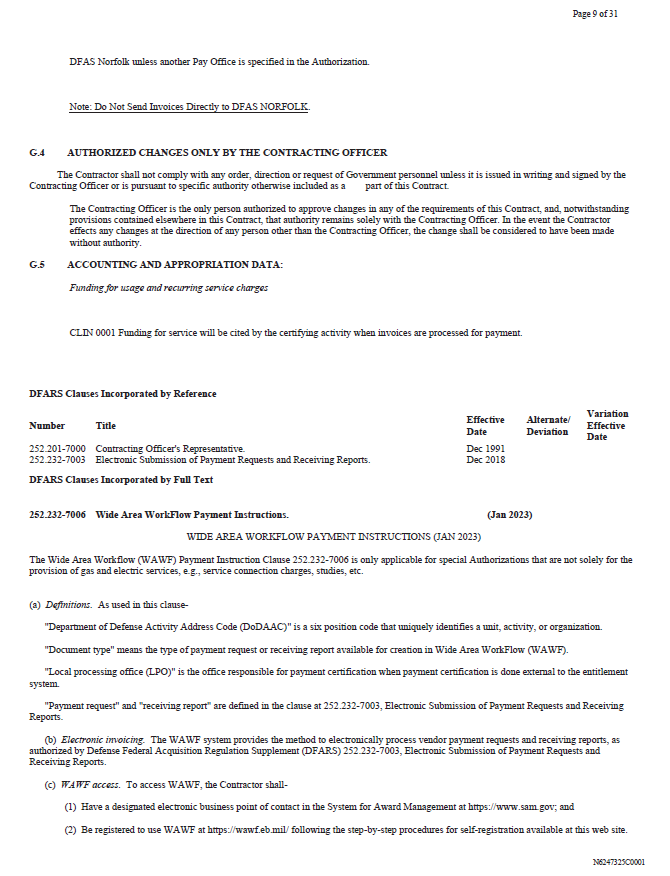 Page 9 of 31
DFAS Norfolk unless another Pay Office is specified in the Authorization.
Note: Do Not Send Invoices Directly to DFAS NORFOLK.
G.4 AUTHORIZED CHANGES ONLY BY THE CONTRACTING OFFICER
The Contractor shall not comply with any order, direction or request of Government personnel unless it is issued in writing and signed by the
Contracting Officer or is pursuant to specific authority otherwise included as a part of this Contract.
The Contracting Officer is the only person authorized to approve changes in any of the requirements of this Contract, and, notwithstanding
provisions contained elsewhere in this Contract, that authority remains solely with the Contracting Officer. In the event the Contractor
effects any changes at the direction of any person other than the Contracting Officer, the change shall be considered to have been made
without authority.
G.5 ACCOUNTING AND APPROPRIATION DATA:
Funding for usage and recurring service charges
CLIN 0001 Funding for service will be cited by the certifying activity when invoices are processed for payment.
DFARS Clauses Incorporated by Reference
Number Title Effective Date Alternate/ Deviation Variation Effective Date
252.201-7000 Contracting Officer's Representative. Dec 1991
252.232-7003 Electronic Submission of Payment Requests and Receiving Reports. Dec 2018
DFARS Clauses Incorporated by Full Text
252.232-7006 Wide Area WorkFlow Payment Instructions. (Jan 2023)
WIDE AREA WORKFLOW PAYMENT INSTRUCTIONS (JAN 2023)
The Wide Area Workflow (WAWF) Payment Instruction Clause 252.232-7006 is only applicable for special Authorizations that are not solely for the
provision of gas and electric services, e.g., service connection charges, studies, etc.
(a) Definitions. As used in this clause-
"Department of Defense Activity Address Code (DoDAAC)" is a six position code that uniquely identifies a unit, activity, or organization.
"Document type" means the type of payment request or receiving report available for creation in Wide Area WorkFlow (WAWF).
"Local processing office (LPO)" is the office responsible for payment certification when payment certification is done external to the entitlement
system.
"Payment request" and "receiving report" are defined in the clause at 252.232-7003, Electronic Submission of Payment Requests and Receiving
Reports.
(b) Electronic invoicing. The WAWF system provides the method to electronically process vendor payment requests and receiving reports, as
authorized by Defense Federal Acquisition Regulation Supplement (DFARS) 252.232-7003, Electronic Submission of Payment Requests and
Receiving Reports.
(c) WAWF access. To access WAWF, the Contractor shall-
(1) Have a designated electronic business point of contact in the System for Award Management at https://www.sam.gov; and
(2) Be registered to use WAWF at https://wawf.eb.mil/ following the step-by-step procedures for self-registration available at this web site.
N6247325C0001